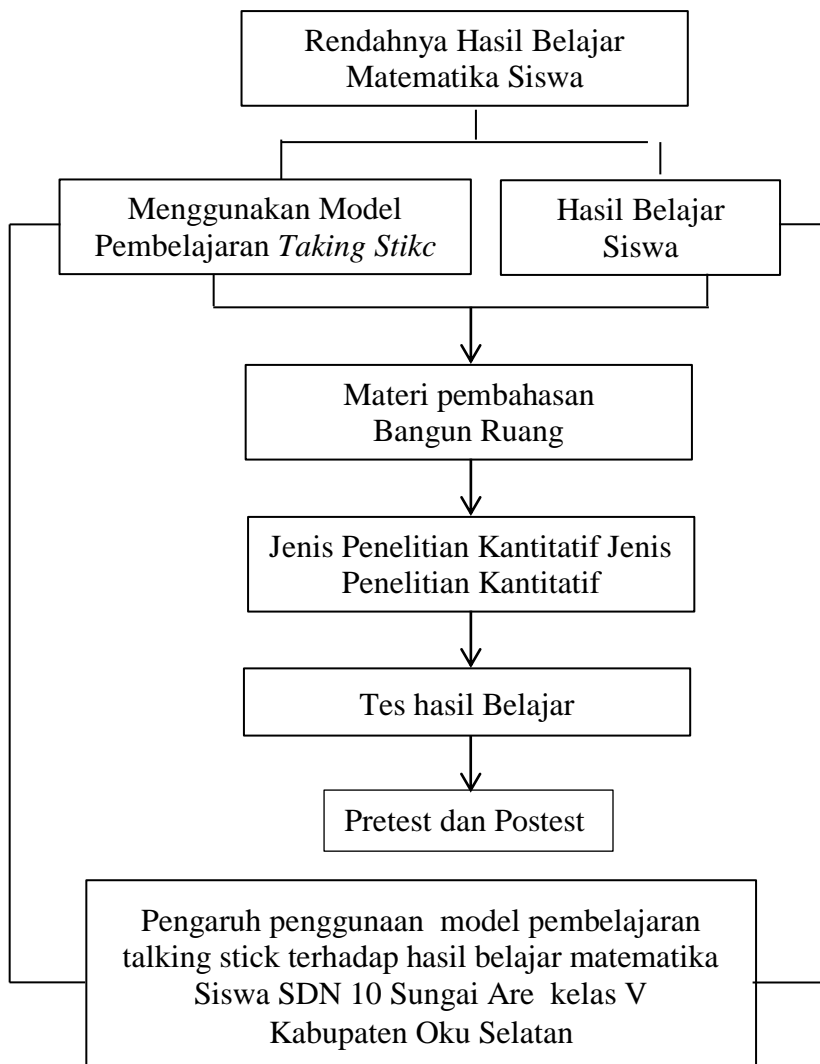 Rendahnya Hasil Belajar
Matematika Siswa
Menggunakan Model
Pembelajaran Taking Stikc
Hasil Belajar
Siswa
Materi pembahasan
Bangun Ruang
Jenis Penelitian Kantitatif Jenis
Penelitian Kantitatif
Tes hasil Belajar
Pretest dan Postest
Pengaruh penggunaan model pembelajaran
talking stick terhadap hasil belajar matematika
Siswa SDN 10 Sungai Are kelas V
Kabupaten Oku Selatan